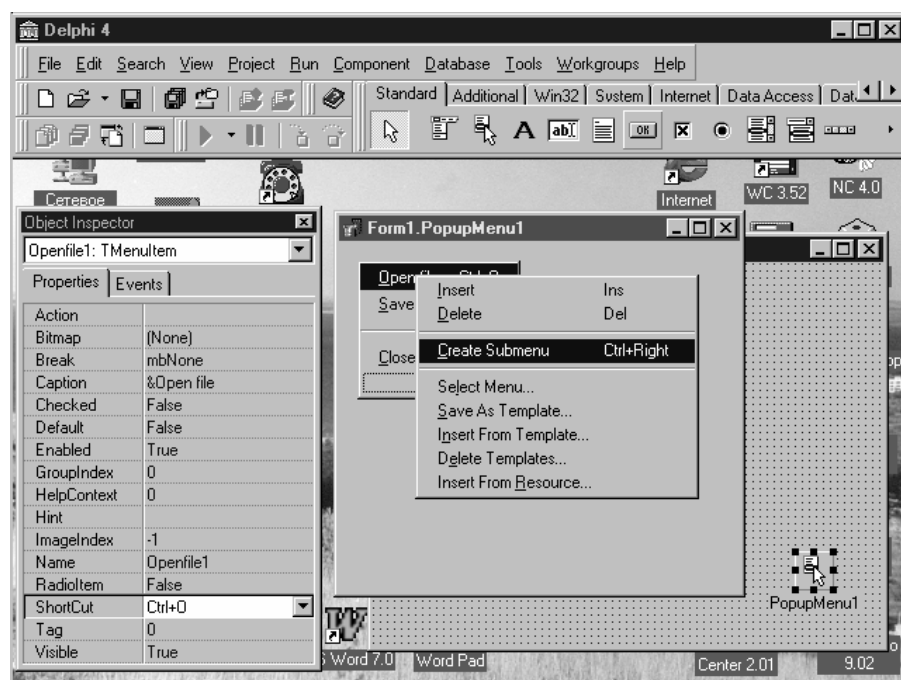 Delphi 4
File Edit Search View Project Run Component Database Tools Workgroups Help
Standard Additional Win32 System Internet Data Access Dat
OK
Сетевое
Internet
WC 3.52
NC 4.0
Object Inspector
Openfile1: TMenuItem
Properties Events
Action
Bitmap (None)
Break mbNone
Caption &Open file
Checked False
Default False
Enabled True
GroupIndex 0
HelpContext 0
Hint
ImageIndex -1
Name Openfile1
RadioItem False
ShortCut Ctrl+O
Tag 0
Visible True
Form1.PopupMenu1
Save
Close
Insert Ins
Delete Del
Create Submenu Ctrl+Right
Select Menu...
Save As Template...
Insert From Template...
Delete Templates...
Insert From Resource...
PopupMenu1
Word 7.0
Word Pad
Center 2.01
9.02